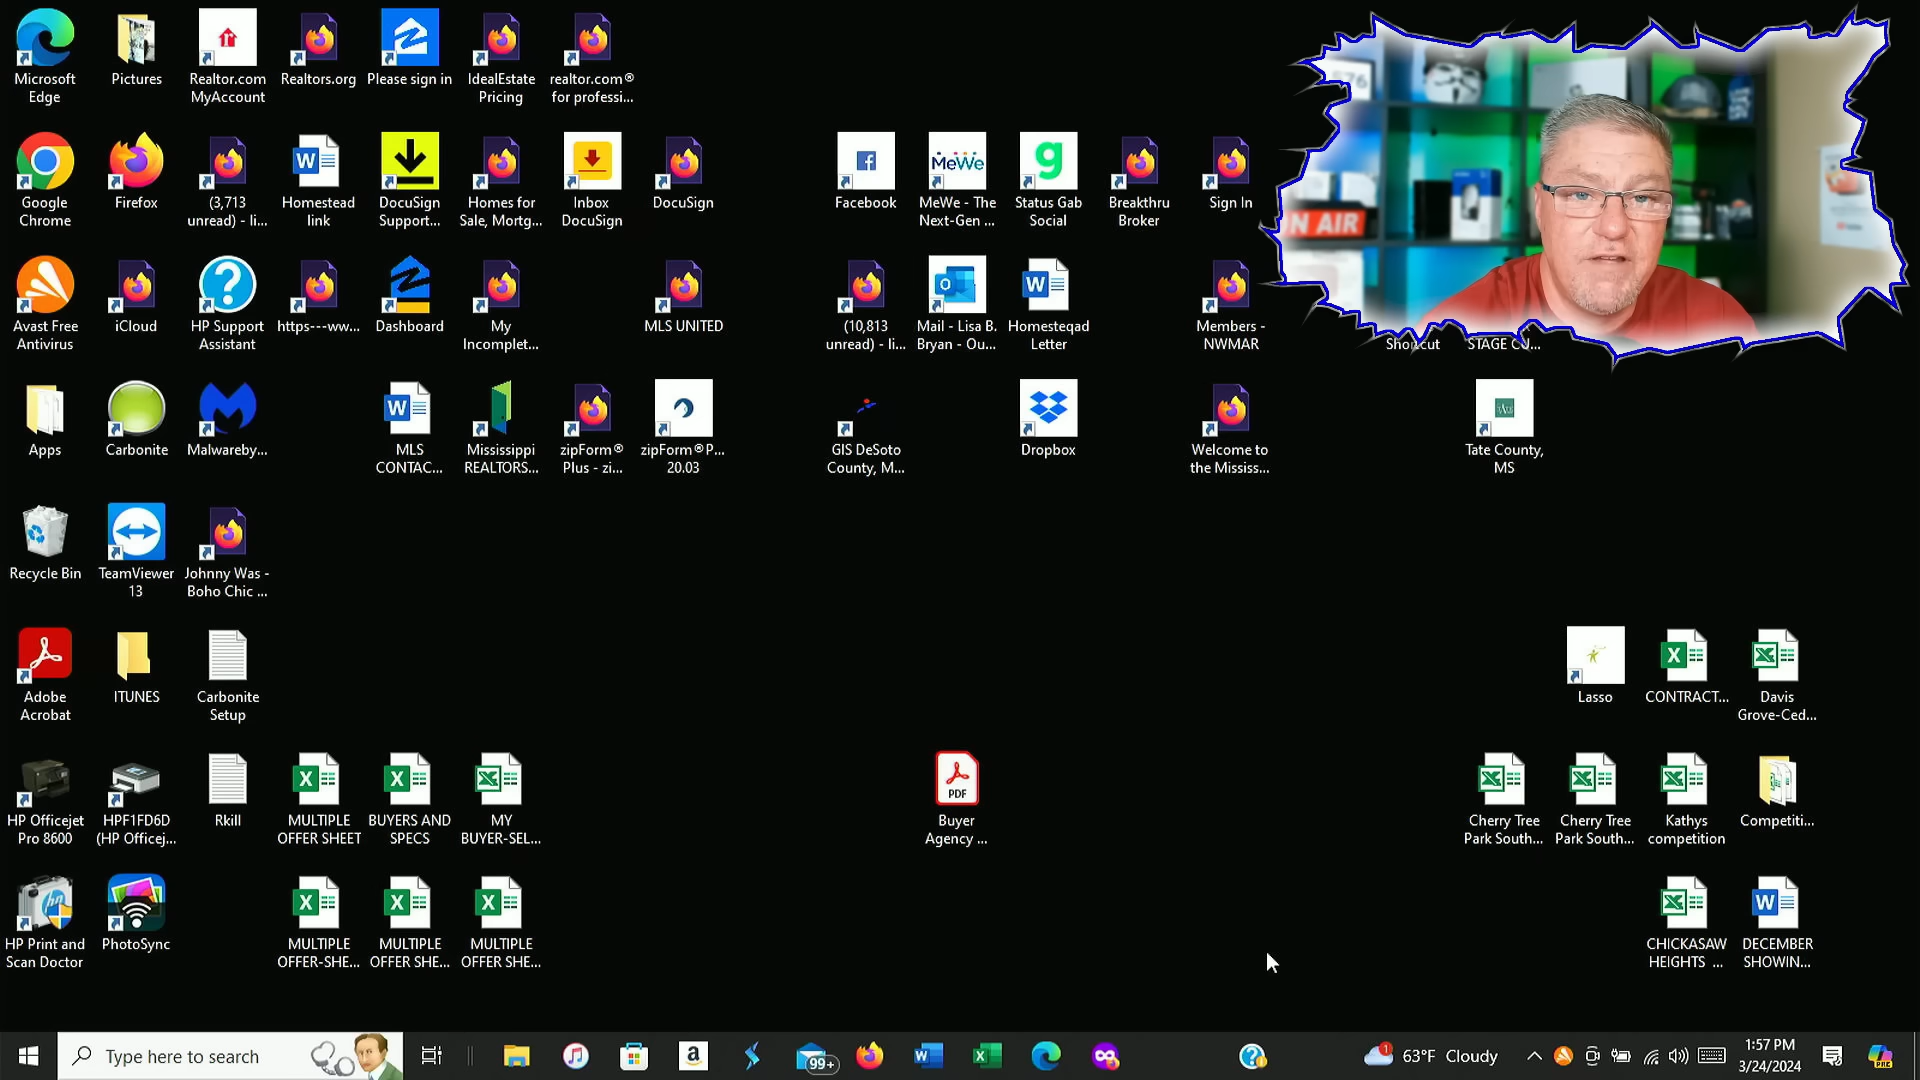 Microsoft
Edge
Pictures
Realtor.com
MyAccount
Realtors.org
Please sign in
IdealEstate
Pricing
realtor.com®
for professi...
Google
Chrome
Firefox
(3,713
unread) - li...
Homestead
link
DocuSign
Support...
Homes for
Sale, Mortg...
Inbox
DocuSign
DocuSign
MeWe
Facebook
MeWe - The
Next-Gen ...
Status Gab
Social
Breakthru
Broker
Sign In
ON AIR
Avast Free
Antivirus
iCloud
HP Support
Assistant
https---ww...
Dashboard
My
Incomplet...
MLS UNITED
(10,813
unread) - li...
Mail - Lisa B.
Bryan - Ou...
Homesteqad
Letter
Members -
NWMAR
Shortcut
STAGE CO...
Apps
Carbonite
Malwareby...
MLS
CONTAC...
Mississippi
REALTORS...
zipForm®
Plus - zi...
zipForm®P...
20.03
GIS DeSoto
County, M...
Dropbox
Welcome to
the Mississ...
Tate County,
MS
Recycle Bin
TeamViewer
13
Johnny Was -
Boho Chic ...
Adobe
Acrobat
ITUNES
Carbonite
Setup
Lasso
CONTRACT...
Davis
Grove-Ced...
HP Officejet
Pro 8600
HPF1FD6D
(HP Officej...
Rkill
MULTIPLE
OFFER SHEET
BUYERS AND
SPECS
MY
BUYER-SEL...
PDF
Buyer
Agency ...
Cherry Tree
Park South...
Cherry Tree
Park South...
Kathys
competition
Competiti...
HP Print and
Scan Doctor
PhotoSync
MULTIPLE
OFFER-SHE...
MULTIPLE
OFFER SHE...
MULTIPLE
OFFER SHE...
CHICKASAW
HEIGHTS ...
DECEMBER
SHOWIN...
Type here to search
99+
1
63°F Cloudy
1:57 PM
3/24/2024